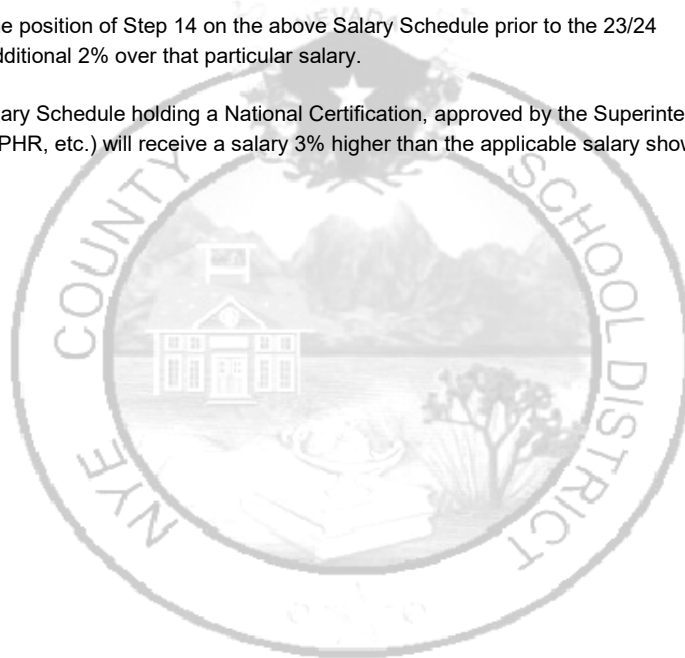 e position of Step 14 on the above Salary Schedule prior to the 23/24
dditional 2% over that particular salary.
ary Schedule holding a National Certification, approved by the Superinte
PHR, etc.) will receive a salary 3% higher than the applicable salary show
NEVADA
NYE COUNTY SCHOOL DISTRICT